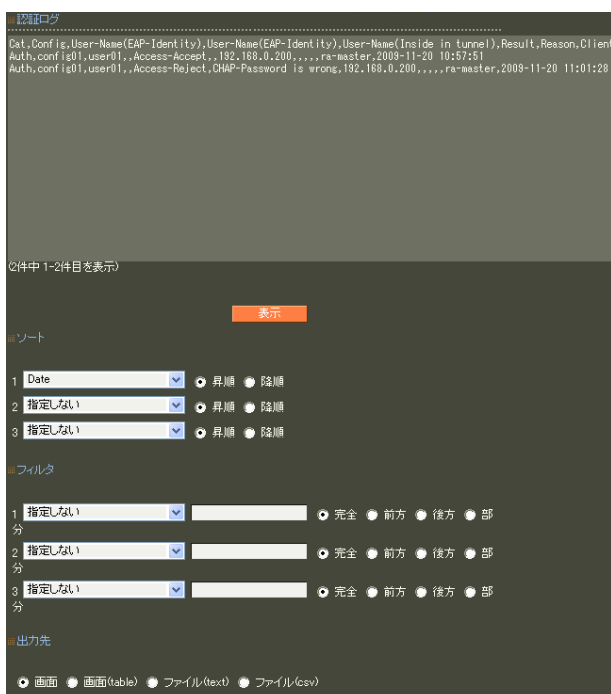 認証ログ
Cat,Config,User-Name(EAP-Identity),User-Name(EAP-Identity),User-Name(Inside in tunnel),Result,Reason,Client
Auth,config01,user01,,Access-Accept,,192.168.0.200,,,,,ra-master,2009-11-20 10:57:51
Auth,config01,user01,,Access-Reject,CHAP-Password is wrong,192.168.0.200,,,,,ra-master,2009-11-20 11:01:28
(2件中 1-2件目を表示)
表示
ソート
1 Date 昇順 降順
2 指定しない 昇順 降順
3 指定しない 昇順 降順
フィルタ
1 指定しない 完全 前方 後方 部
分
2 指定しない 完全 前方 後方 部
分
3 指定しない 完全 前方 後方 部
分
出力先
画面 画面(table) ファイル(text) ファイル(csv)